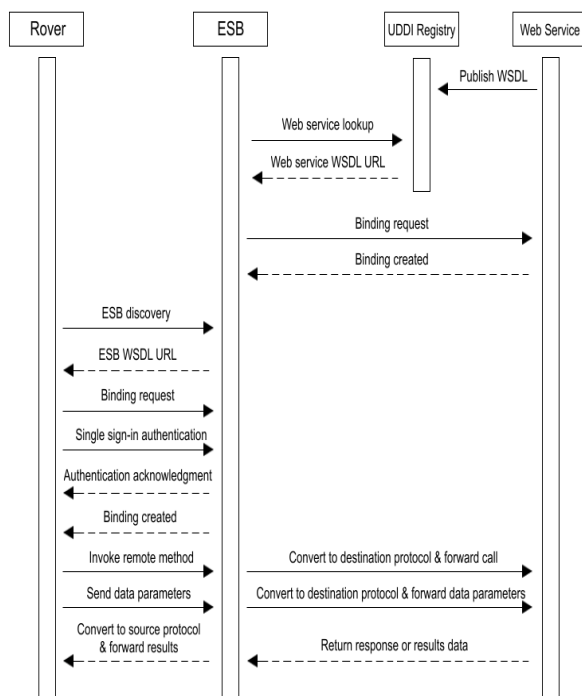 Rover
ESB
UDDI Registry
Web Service
Publish WSDL
Web service lookup
Web service WSDL URL
Binding request
Binding created
ESB discovery
ESB WSDL URL
Binding request
Single sign-in authentication
Authentication acknowledgment
Binding created
Invoke remote method
Convert to destination protocol & forward call
Send data parameters
Convert to destination protocol & forward data parameters
Convert to source protocol
& forward results
Return response or results data